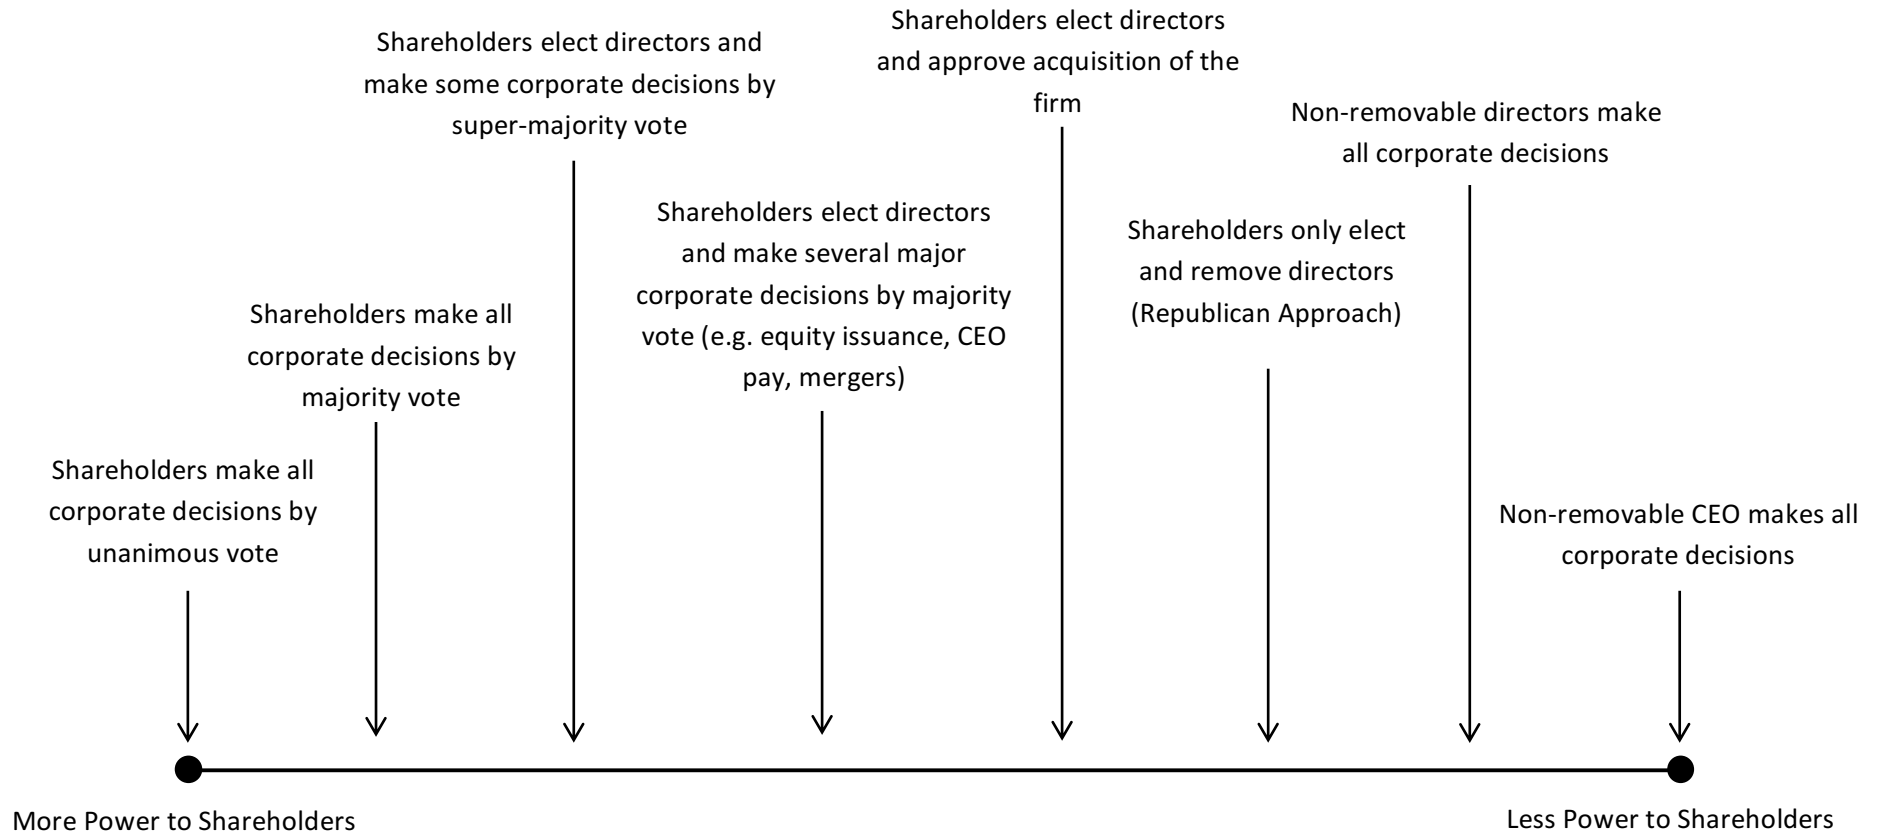 Shareholders elect directors and
make some corporate decisions by
super-majority vote
Shareholders elect directors
and approve acquisition of the
firm
Non-removable directors make
all corporate decisions
Shareholders elect directors
and make several major
corporate decisions by majority
vote (e.g. equity issuance, CEO
pay, mergers)
Shareholders only elect
and remove directors
(Republican Approach)
Shareholders make all
corporate decisions by
majority vote
Shareholders make all
corporate decisions by
unanimous vote
Non-removable CEO makes all
corporate decisions
More Power to Shareholders
Less Power to Shareholders